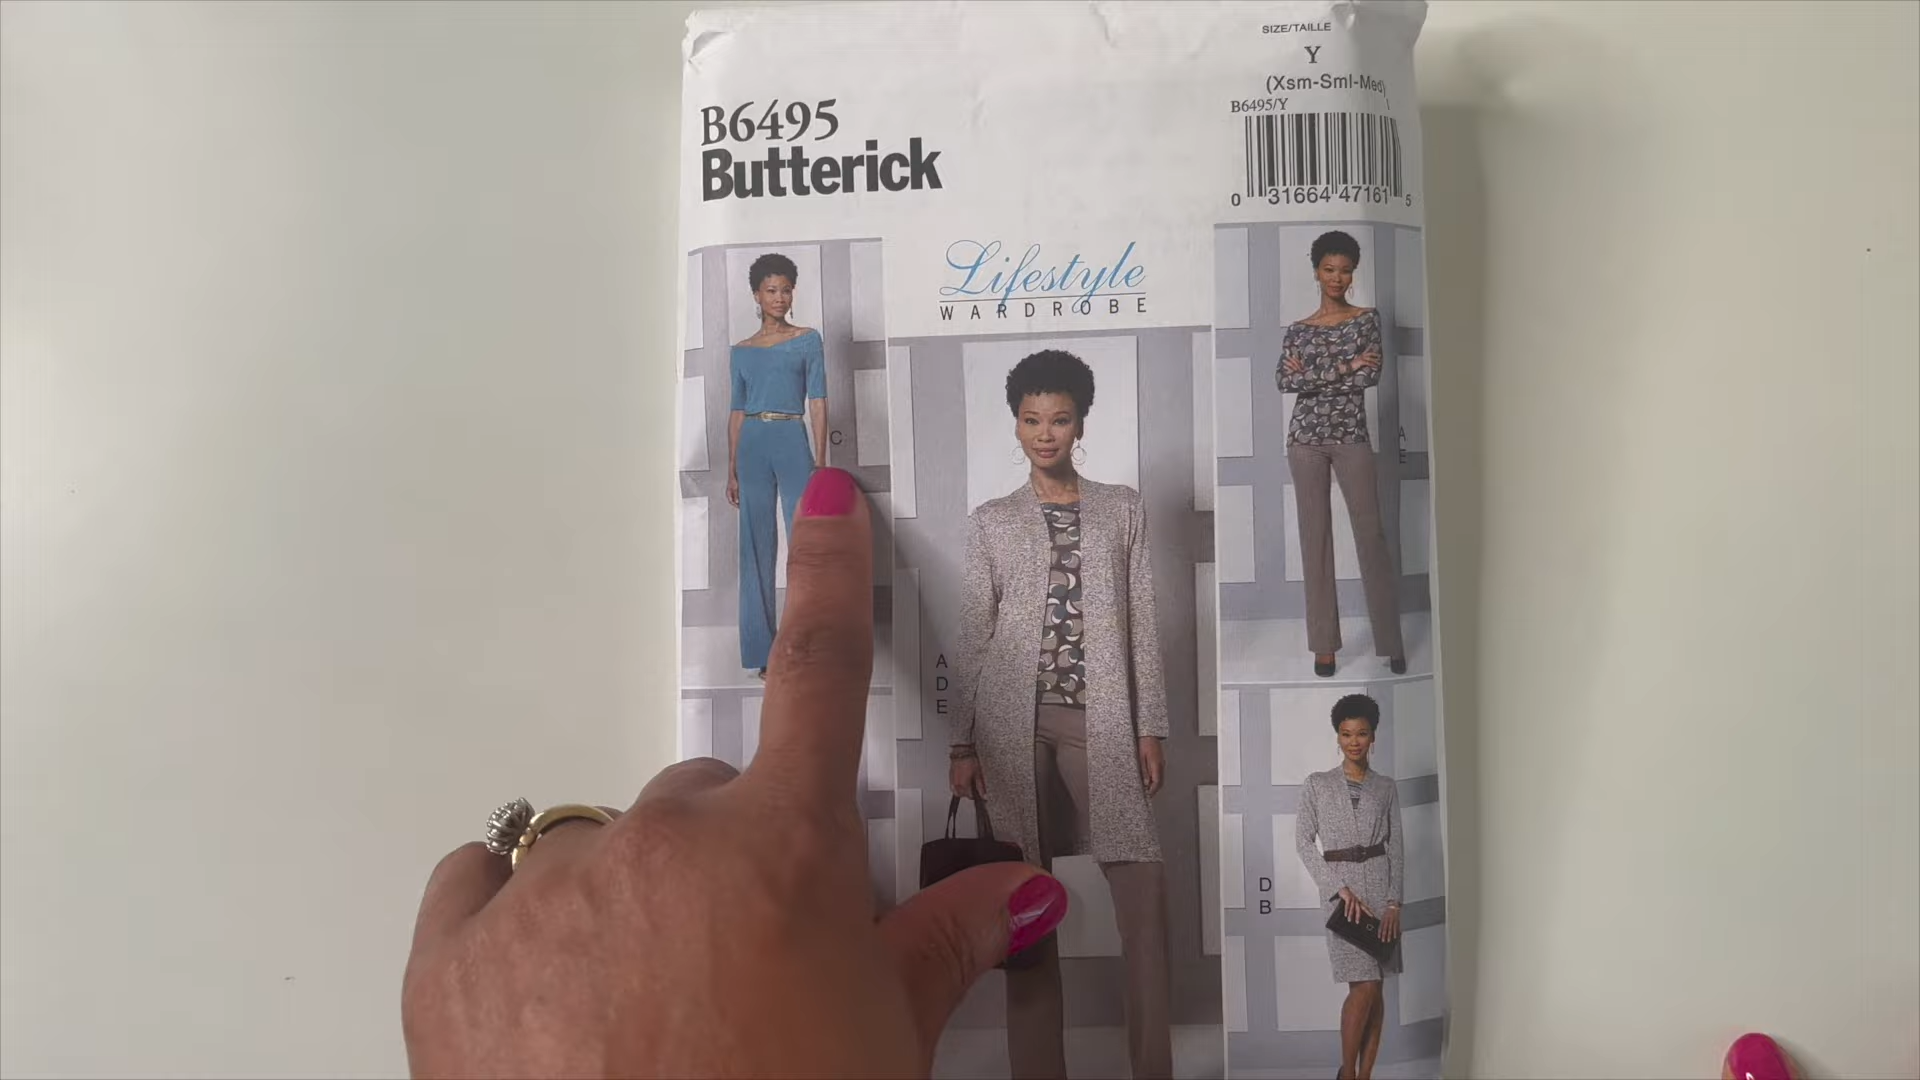 SIZE/TAILLE
Y
(Xsm-Sml-Med)
B6495/Y
B6495
Butterick
0 31664 47161 5
Lifestyle
WARDROBE
C
A
E
A
D
E
D
B